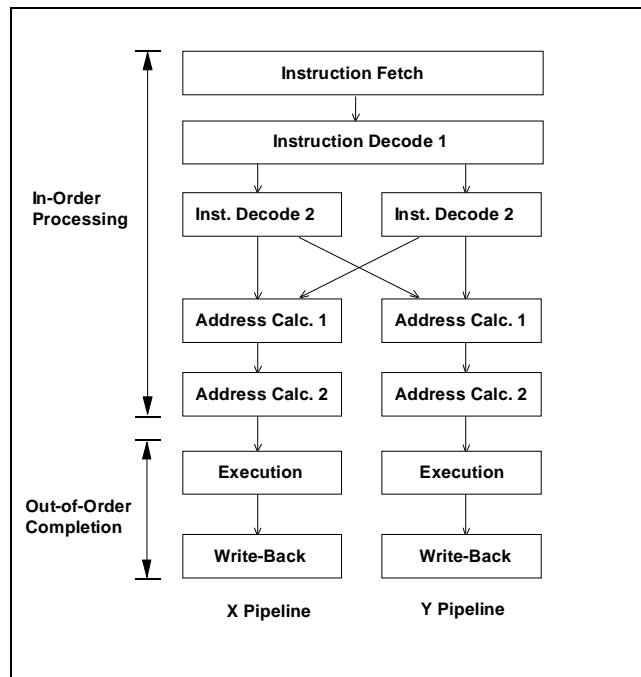 Instruction Fetch
Instruction Decode 1
In-Order
Processing
Inst. Decode 2
Inst. Decode 2
Address Calc. 1
Address Calc. 1
Address Calc. 2
Address Calc. 2
Out-of-Order
Completion
Execution
Execution
Write-Back
Write-Back
X Pipeline
Y Pipeline